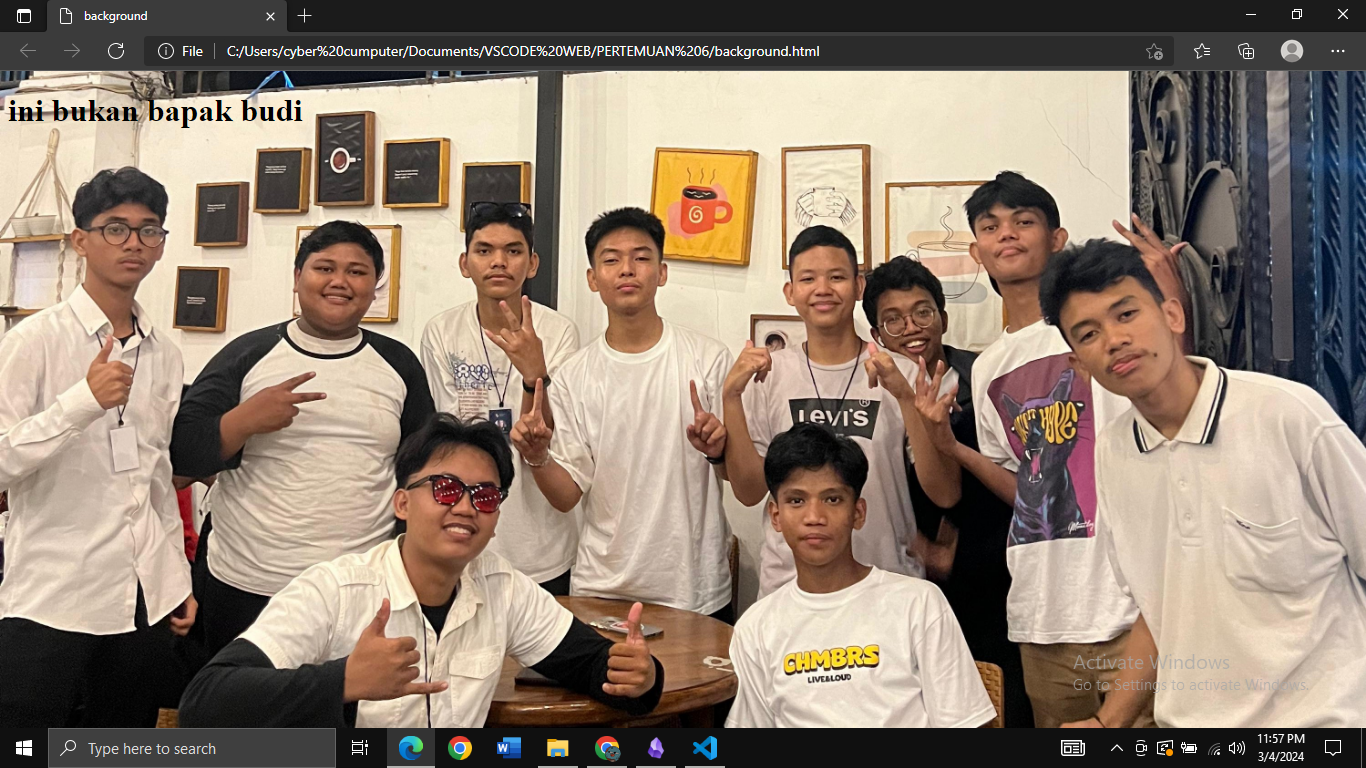 background
File
C:/Users/cyber%20cumputer/Documents/VSCODE%20WEB/PERTEMUAN%206/background.html
ini bukan bapak budi
LEVI'S
®
CHMBRS
LIVE&LOUD
Activate Windows
Go to Settings to activate Windows.
Type here to search
11:57 PM
3/4/2024